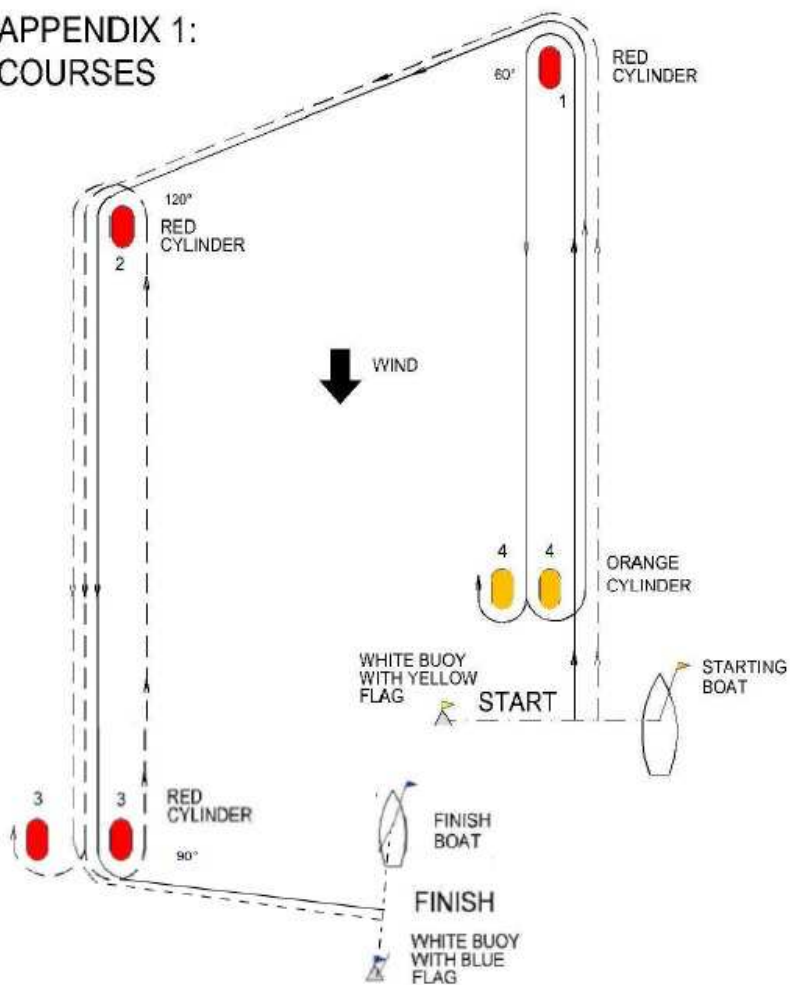 APPENDIX 1:
COURSES
60°
RED
CYLINDER
1
120°
RED
CYLINDER
2
WIND
4 4
ORANGE
CYLINDER
WHITE BUOY
WITH YELLOW
FLAG
START
STARTING
BOAT
3 3
RED
CYLINDER
90°
FINISH
BOAT
FINISH
WHITE BUOY
WITH BLUE
FLAG